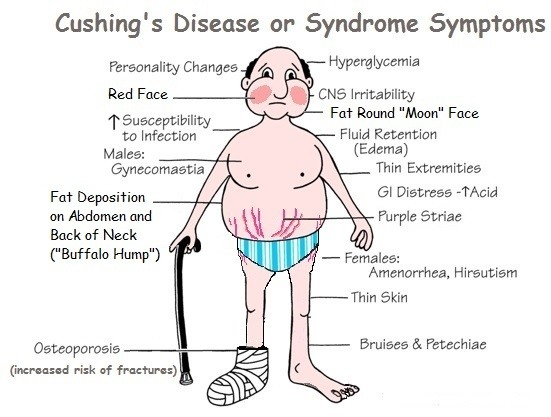 Cushing's Disease or Syndrome Symptoms
Personality Changes
Hyperglycemia
Red Face
CNS Irritability
Fat Round "Moon" Face
↑ Susceptibility
to Infection
Fluid Retention
(Edema)
Males:
Gynecomastia
Thin Extremities
GI Distress -↑Acid
Fat Deposition
on Abdomen and
Back of Neck
("Buffalo Hump")
Purple Striae
Females:
Amenorrhea, Hirsutism
Thin Skin
Osteoporosis
(increased risk of fractures)
Bruises & Petechiae